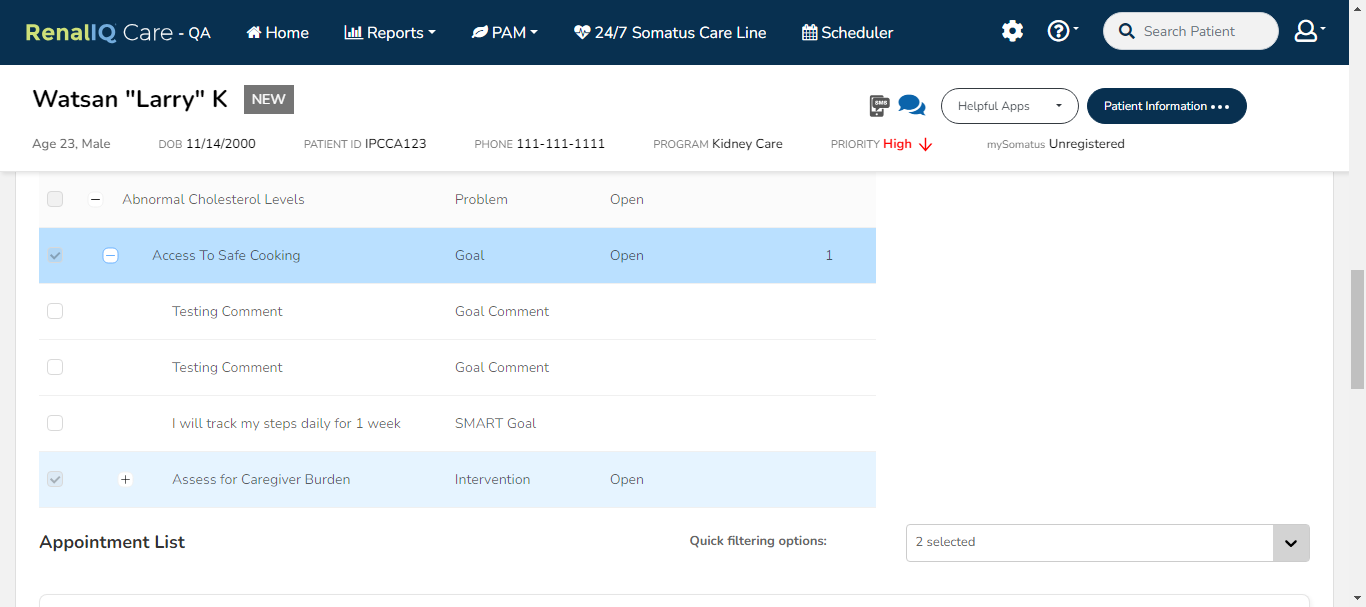 RenalIQ Care - QA Home Reports PAM 24/7 Somatus Care Line Scheduler Search Patient
Watsan "Larry" K NEW
SMS Helpful Apps Patient Information
Age 23, Male DOB 11/14/2000 PATIENT ID IPCCA123 PHONE 111-111-1111 PROGRAM Kidney Care PRIORITY High mySomatus Unregistered
Abnormal Cholesterol Levels Problem Open
Access To Safe Cooking Goal Open 1
Testing Comment Goal Comment
Testing Comment Goal Comment
I will track my steps daily for 1 week SMART Goal
Assess for Caregiver Burden Intervention Open
Appointment List Quick filtering options: 2 selected